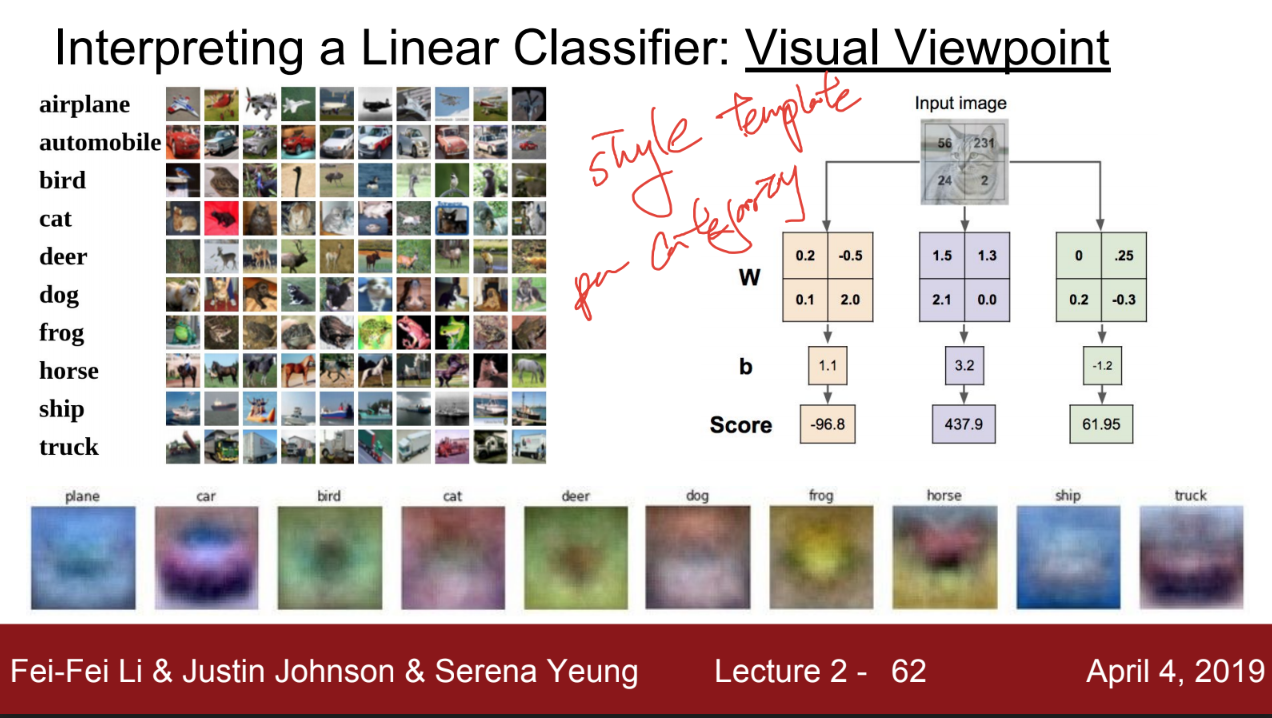 Interpreting a Linear Classifier: Visual Viewpoint
airplane
automobile
bird
cat
deer
dog
frog
horse
ship
truck
style template
per category
Input image
56 231
24 2
W
0.2 -0.5
0.1 2.0
1.5 1.3
2.1 0.0
0 .25
0.2 -0.3
b
1.1
3.2
-1.2
Score
-96.8
437.9
61.95
plane car bird cat deer dog frog horse ship truck
Fei-Fei Li & Justin Johnson & Serena Yeung Lecture 2 - 62 April 4, 2019